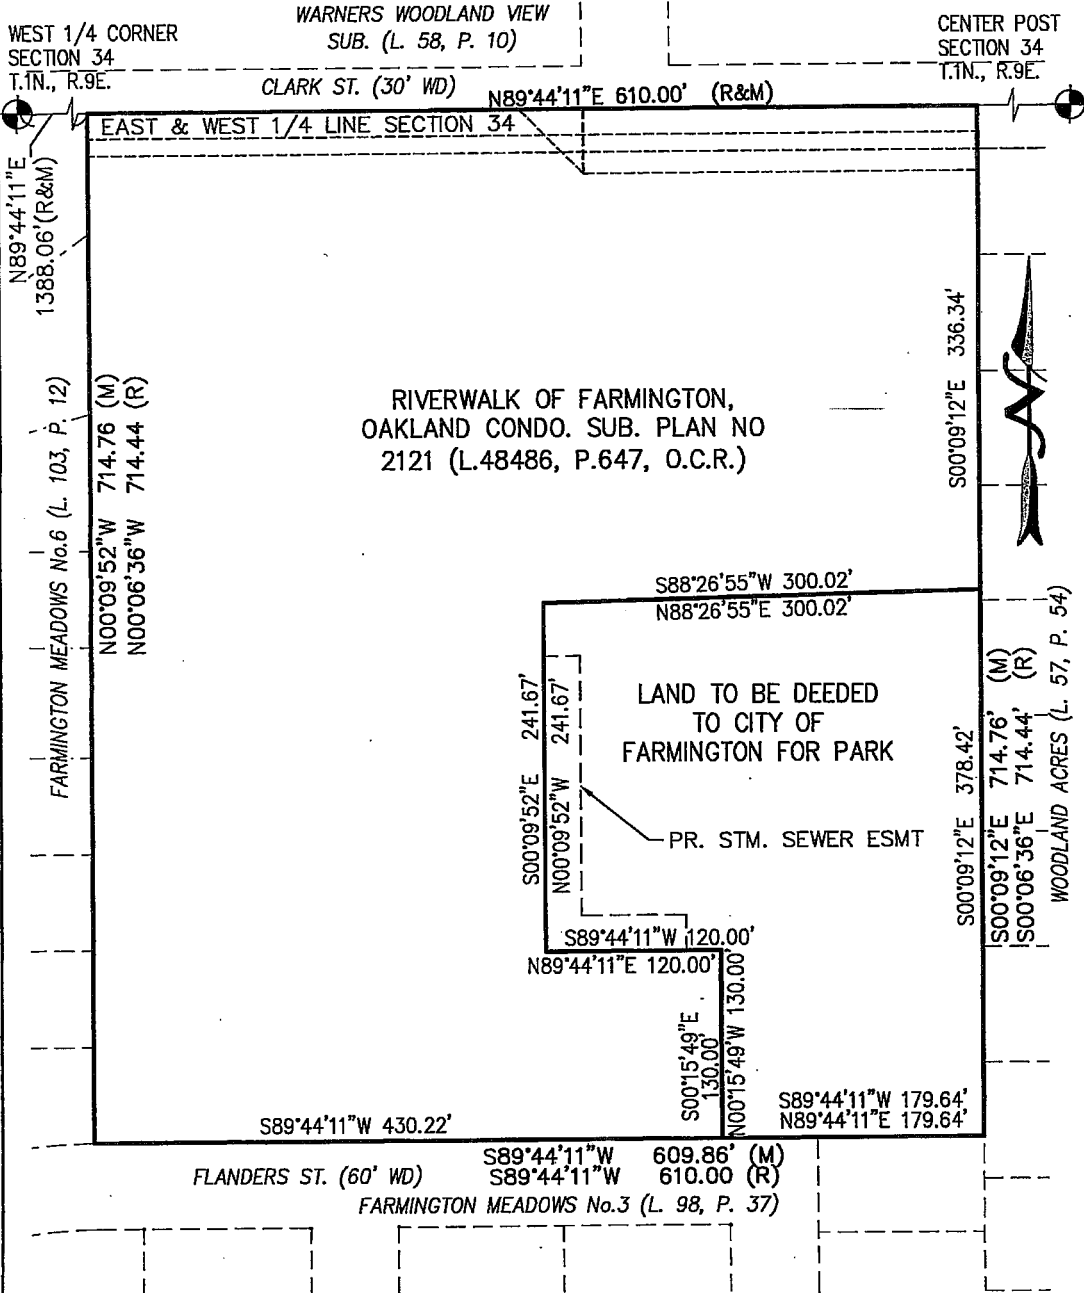 WARNERS WOODLAND VIEW
SUB. (L. 58, P. 10)
WEST 1/4 CORNER
SECTION 34
T.1N., R.9E.
CENTER POST
SECTION 34
T.1N., R.9E.
CLARK ST. (30' WD)
N89°44'11"E 610.00' (R&M)
EAST & WEST 1/4 LINE SECTION 34
N89°44'11"E
1388.06'(R&M)
FARMINGTON MEADOWS No.6 (L. 103, P. 12)
N00°09'52"W 714.76 (M)
N00°06'36"W 714.44 (R)
RIVERWALK OF FARMINGTON,
OAKLAND CONDO. SUB. PLAN NO
2121 (L.48486, P.647, O.C.R.)
S00°09'12"E 336.34'
N
S88°26'55"W 300.02'
N88°26'55"E 300.02'
S00°09'52"E 241.67'
N00°09'52"W 241.67'
LAND TO BE DEEDED
TO CITY OF
FARMINGTON FOR PARK
PR. STM. SEWER ESMT
S00°09'12"E 378.42'
S00°09'12"E 714.76' (M)
S00°06'36"E 714.44' (R)
WOODLAND ACRES (L. 57, P. 54)
S89°44'11"W 120.00'
N89°44'11"E 120.00'
S00°15'49"E
130.00'
N00°15'49'W 130.00'
S89°44'11"W 179.64'
N89°44'11"E 179.64'
S89°44'11"W 430.22'
S89°44'11"W 609.86' (M)
S89°44'11"W 610.00 (R)
FLANDERS ST. (60' WD)
FARMINGTON MEADOWS No.3 (L. 98, P. 37)